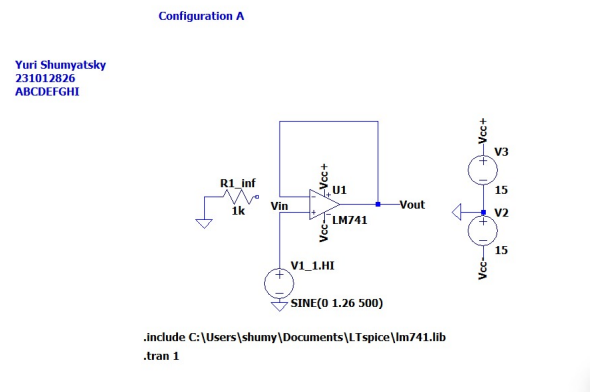 Configuration A
Yuri Shumyatsky
231012826
ABCDEFGHI
Vcc+
V3
15
V2
15
Vcc-
R1_inf
1k
Vin
Vcc+
U1
LM741
Vcc-
Vout
V1_1.HI
SINE(0 1.26 500)
.include C:\Users\shumy\Documents\LTspice\lm741.lib
.tran 1